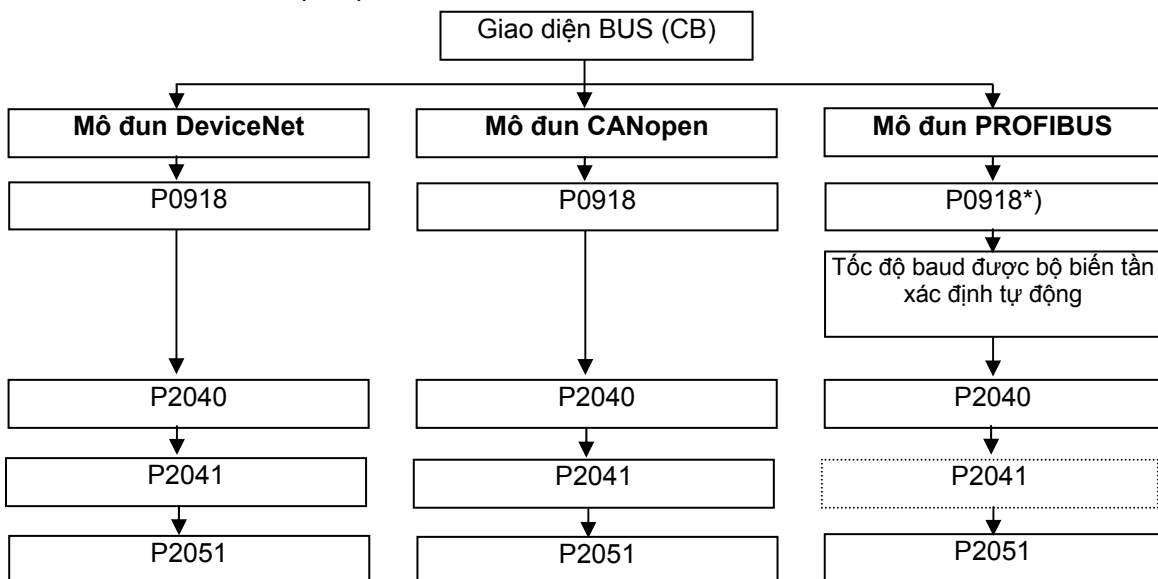 Giao diện BUS (CB)
Mô đun DeviceNet
Mô đun CANopen
Mô đun PROFIBUS
P0918
P0918
P0918*)
Tốc độ baud được bộ biến tần
xác định tự động
P2040
P2040
P2040
P2041
P2041
P2041
P2051
P2051
P2051